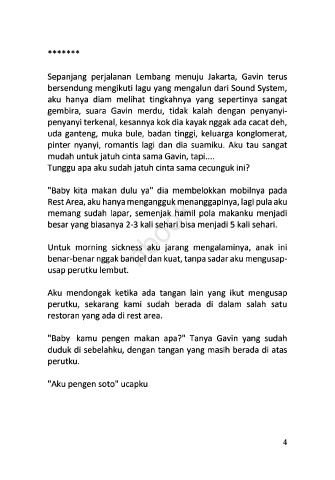 *******
Sepanjang perjalanan Lembang menuju Jakarta, Gavin terus
bersendung mengikuti lagu yang mengalun dari Sound System,
aku hanya diam melihat tingkahnya yang sepertinya sangat
gembira, suara Gavin merdu, tidak kalah dengan penyanyi-
penyanyi terkenal, kesannya kok dia kayak nggak ada cacat deh,
uda ganteng, muka bule, badan tinggi, keluarga konglomerat,
pinter nyanyi, romantis lagi dan dia suamiku. Aku tau sangat
mudah untuk jatuh cinta sama Gavin, tapi....
Tunggu apa aku sudah jatuh cinta sama cecunguk ini?
"Baby kita makan dulu ya" dia membelokkan mobilnya pada
Rest Area, aku hanya mengangguk menanggapinya, lagi pula aku
memang sudah lapar, semenjak hamil pola makanku menjadi
besar yang biasanya 2-3 kali sehari bisa menjadi 5 kali sehari.
Untuk morning sickness aku jarang mengalaminya, anak ini
benar-benar nggak bandel dan kuat, tanpa sadar aku mengusap-
usap perutku lembut.
Aku mendongak ketika ada tangan lain yang ikut mengusap
perutku, sekarang kami sudah berada di dalam salah satu
restoran yang ada di rest area.
"Baby kamu pengen makan apa?" Tanya Gavin yang sudah
duduk di sebelahku, dengan tangan yang masih berada di atas
perutku.
"Aku pengen soto" ucapku
4